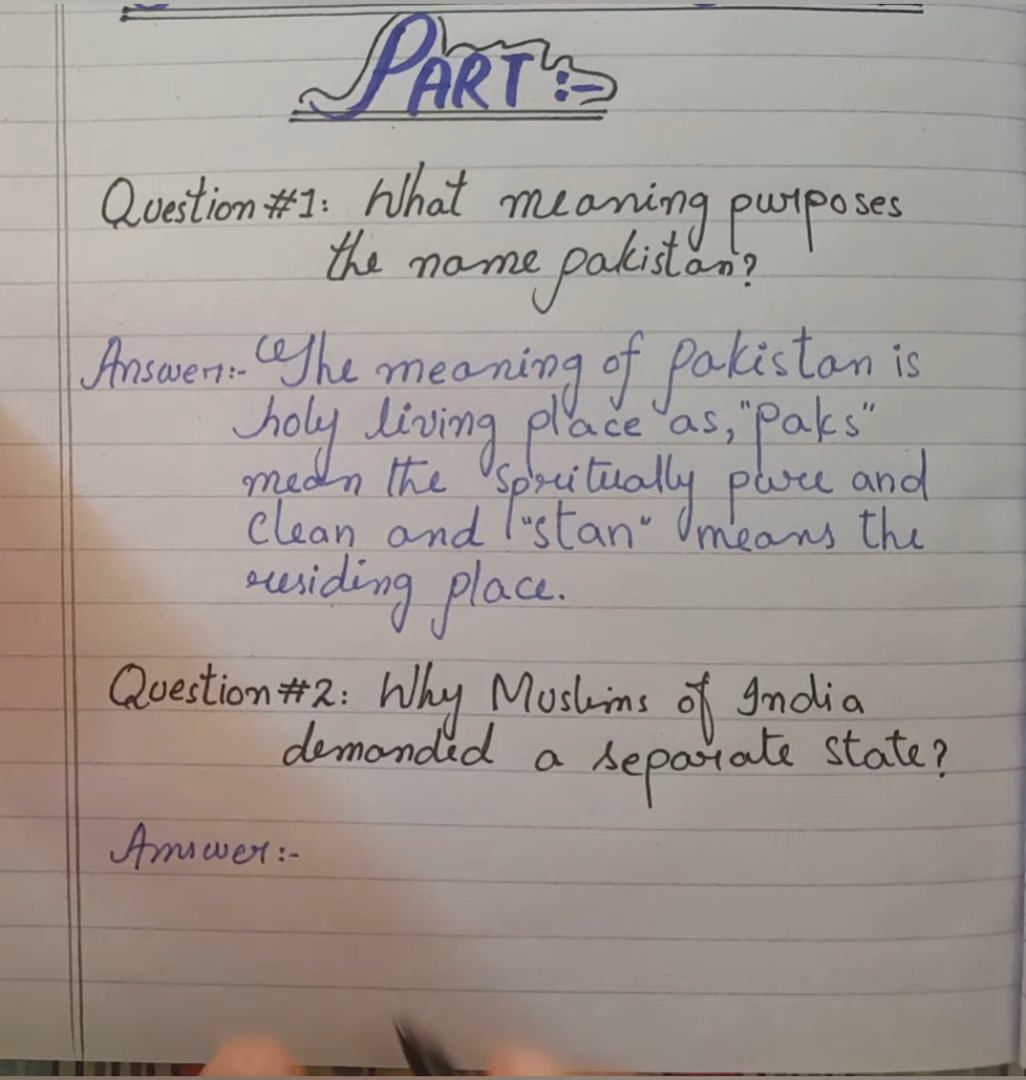 PART:-
Question #1: What meaning purposes
the name pakistan?
Answer:- "The meaning of pakistan is
holy living place as, "paks"
mean the spritually pure and
clean and "stan" means the
residing place.
Question #2: Why Muslims of India
demanded a separate state?
Answer:-